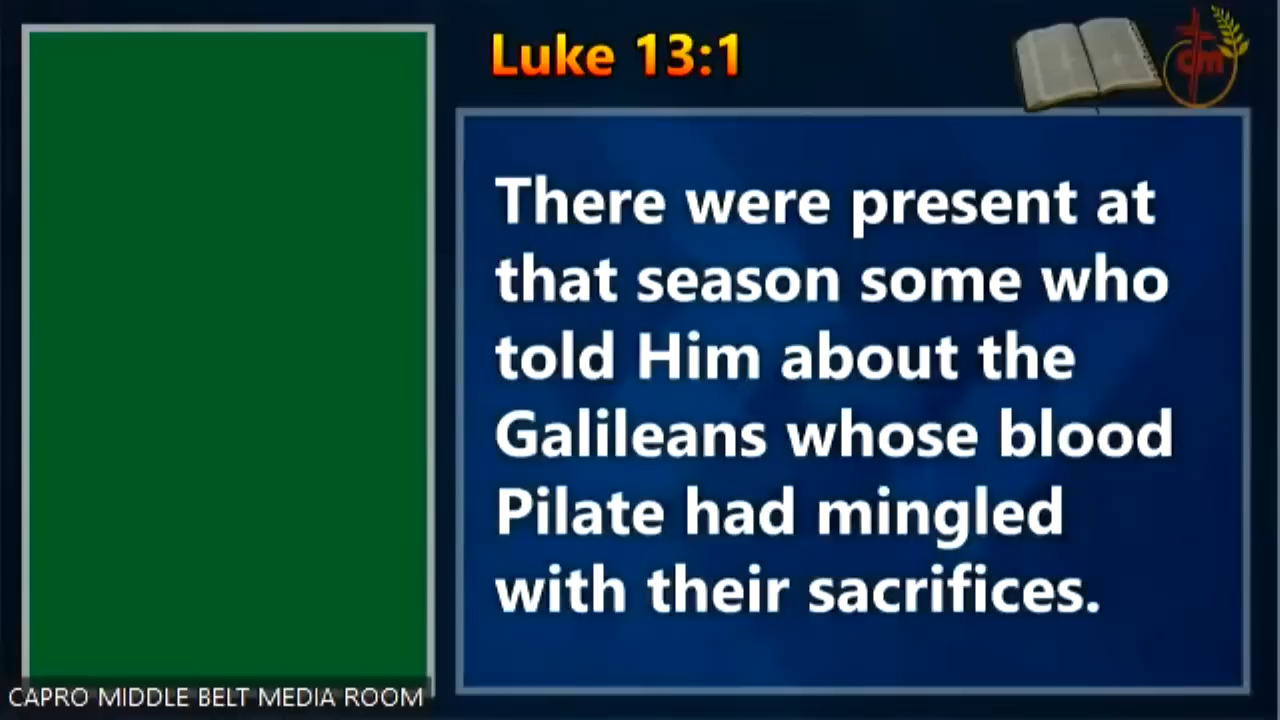 Luke 13:1
cm
There were present at
that season some who
told Him about the
Galileans whose blood
Pilate had mingled
with their sacrifices.
CAPRO MIDDLE BELT MEDIA ROOM